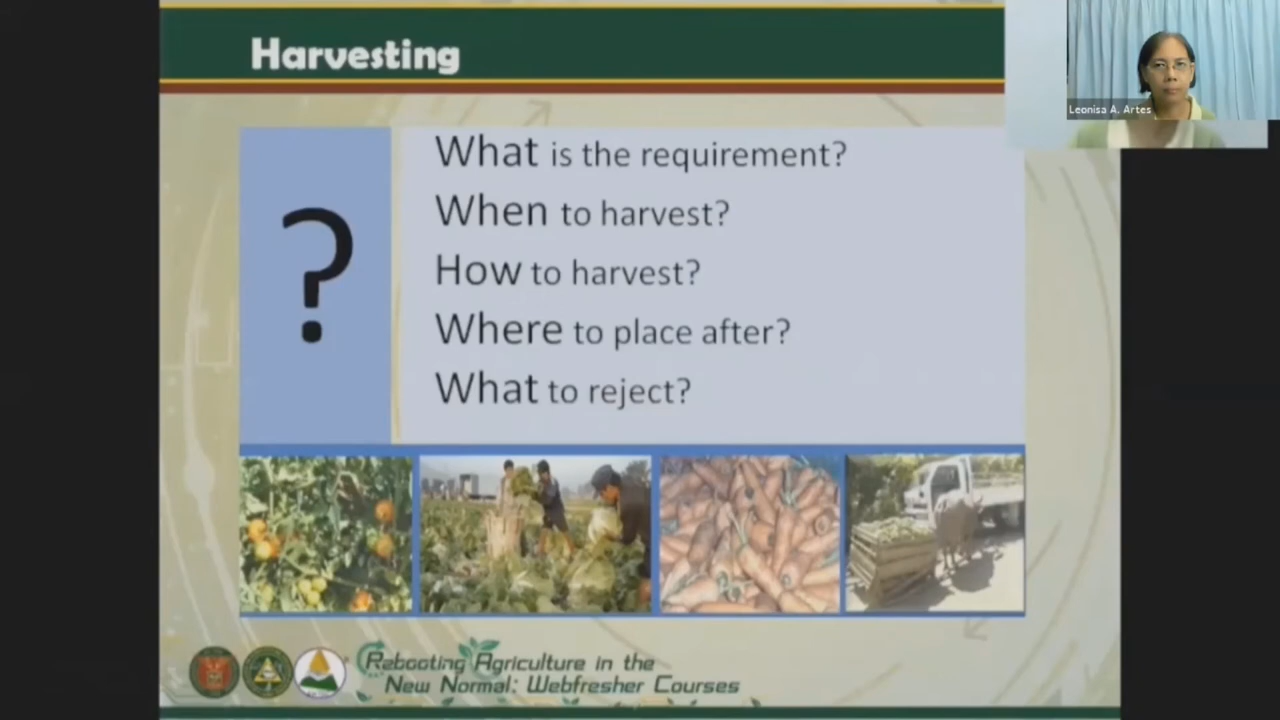 Harvesting
Leonisa A. Artes
?
What is the requirement?
When to harvest?
How to harvest?
Where to place after?
What to reject?
Rebooting Agriculture in the
New Normal: Webfresher Courses